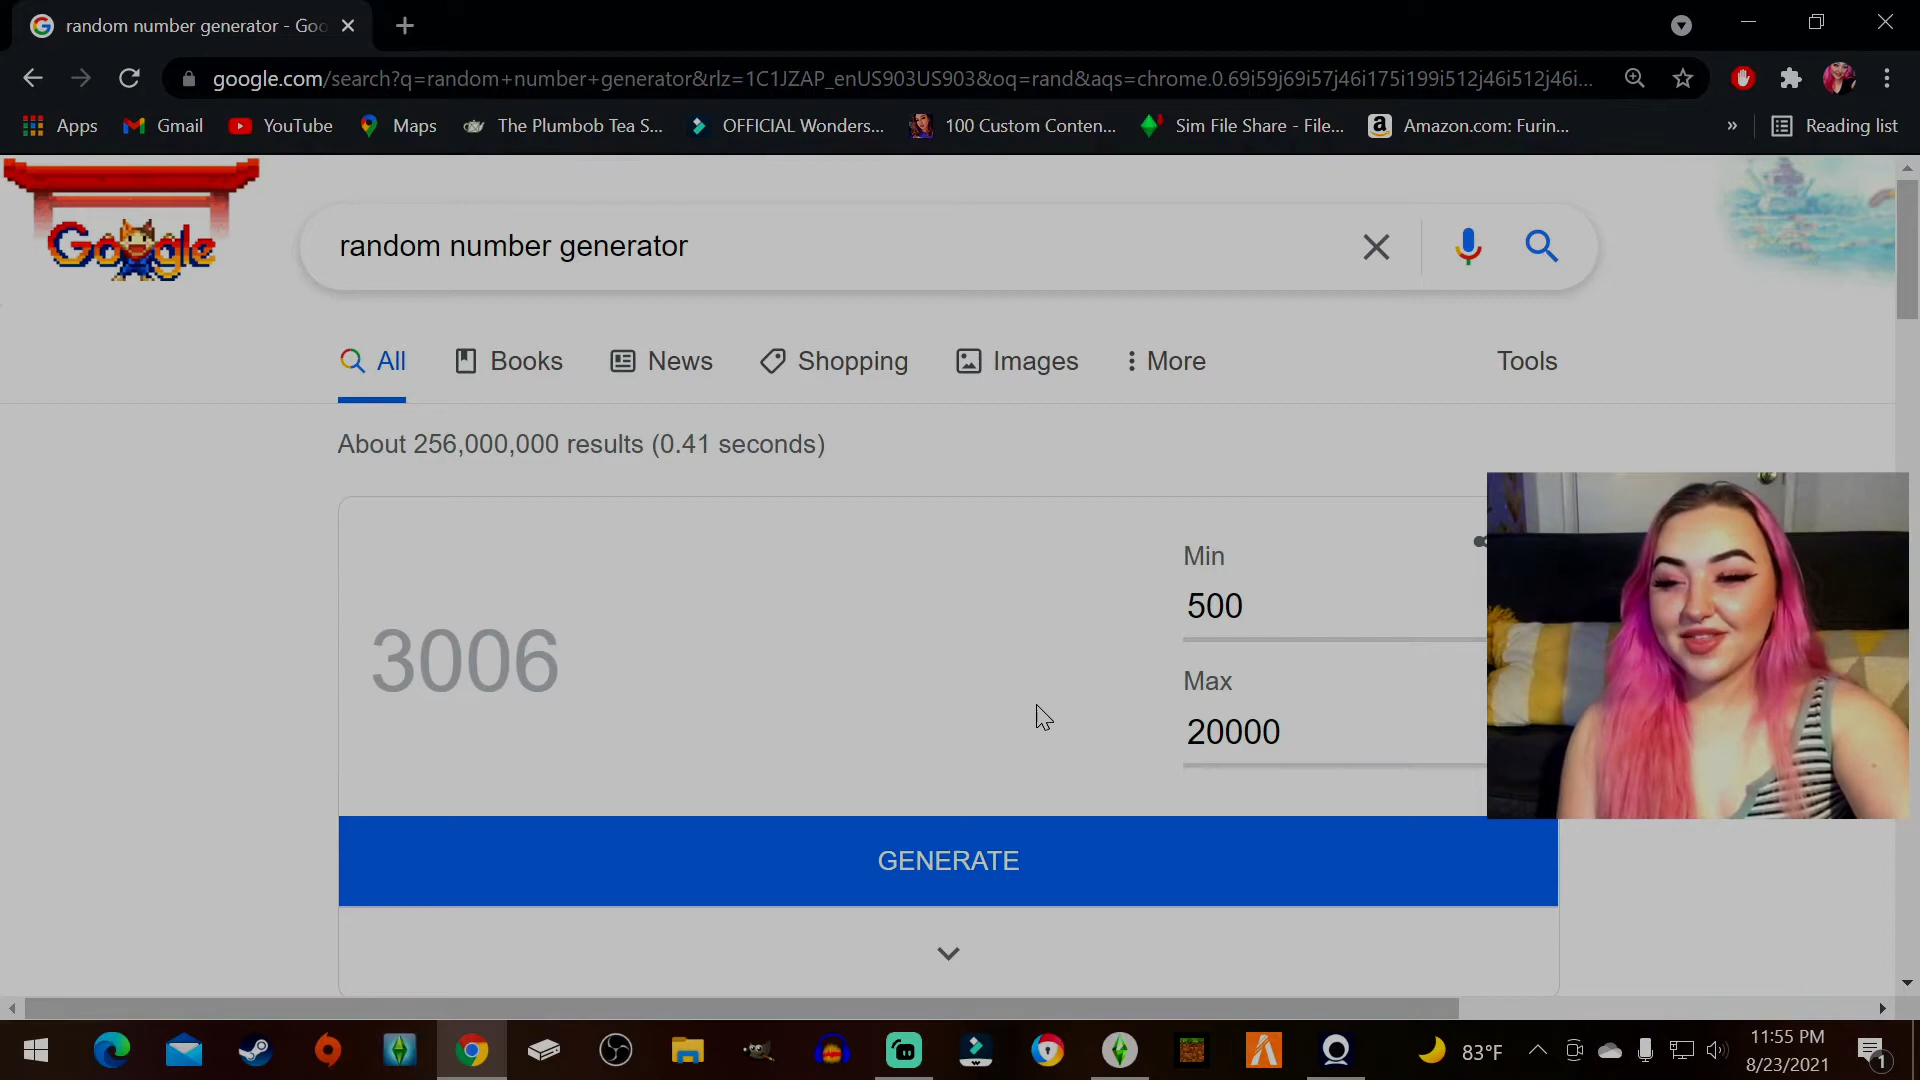 random number generator - Goo
google.com/search?q=random+number+generator&rlz=1C1JZAP_enUS903US903&oq=rand&aqs=chrome.0.69i59j69i57j46i175i199i512j46i512j46i...
Apps
Gmail
YouTube
Maps
The Plumbob Tea S...
OFFICIAL Wonders...
100 Custom Conten...
Sim File Share - File...
Amazon.com: Furin...
»
Reading list
Google
random number generator
All
Books
News
Shopping
Images
More
Tools
About 256,000,000 results (0.41 seconds)
Min
500
3006
Max
20000
GENERATE
83°F
11:55 PM
8/23/2021
1